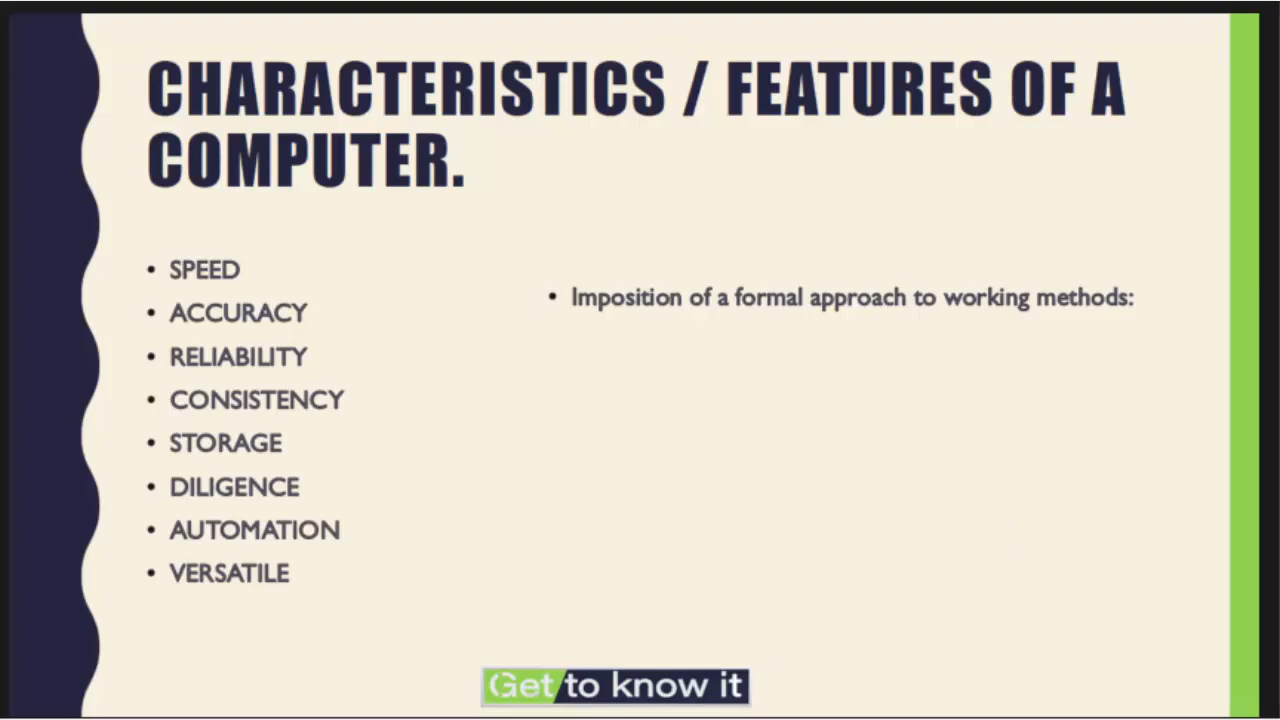 CHARACTERISTICS / FEATURES OF A
COMPUTER.
• SPEED
• ACCURACY
• RELIABILITY
• CONSISTENCY
• STORAGE
• DILIGENCE
• AUTOMATION
• VERSATILE
• Imposition of a formal approach to working methods:
Get to know it